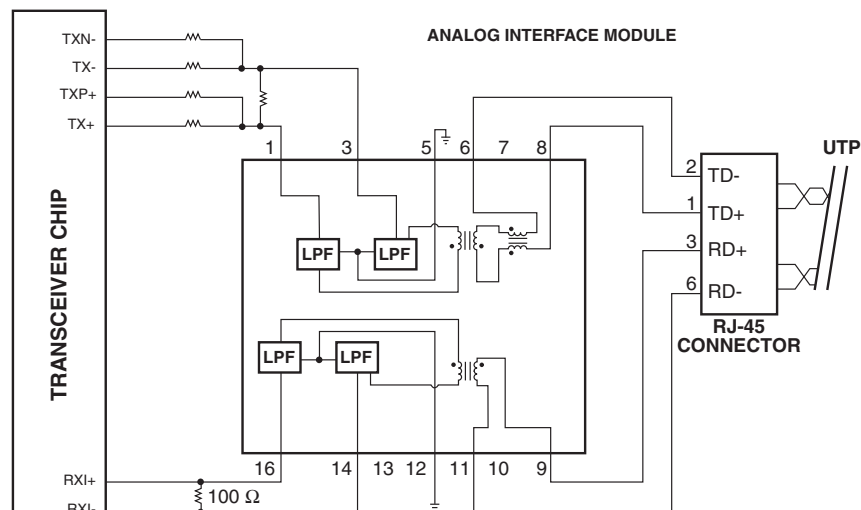 ANALOG INTERFACE MODULE
TXN-
TX-
TXP+
TX+
TRANSCEIVER CHIP
1 3 5 6 7 8
LPF LPF
LPF LPF
16 14 13 12 11 10 9
UTP
2 TD-
1 TD+
3 RD+
6 RD-
RJ-45
CONNECTOR
RXI+
100 Ω
RXI-